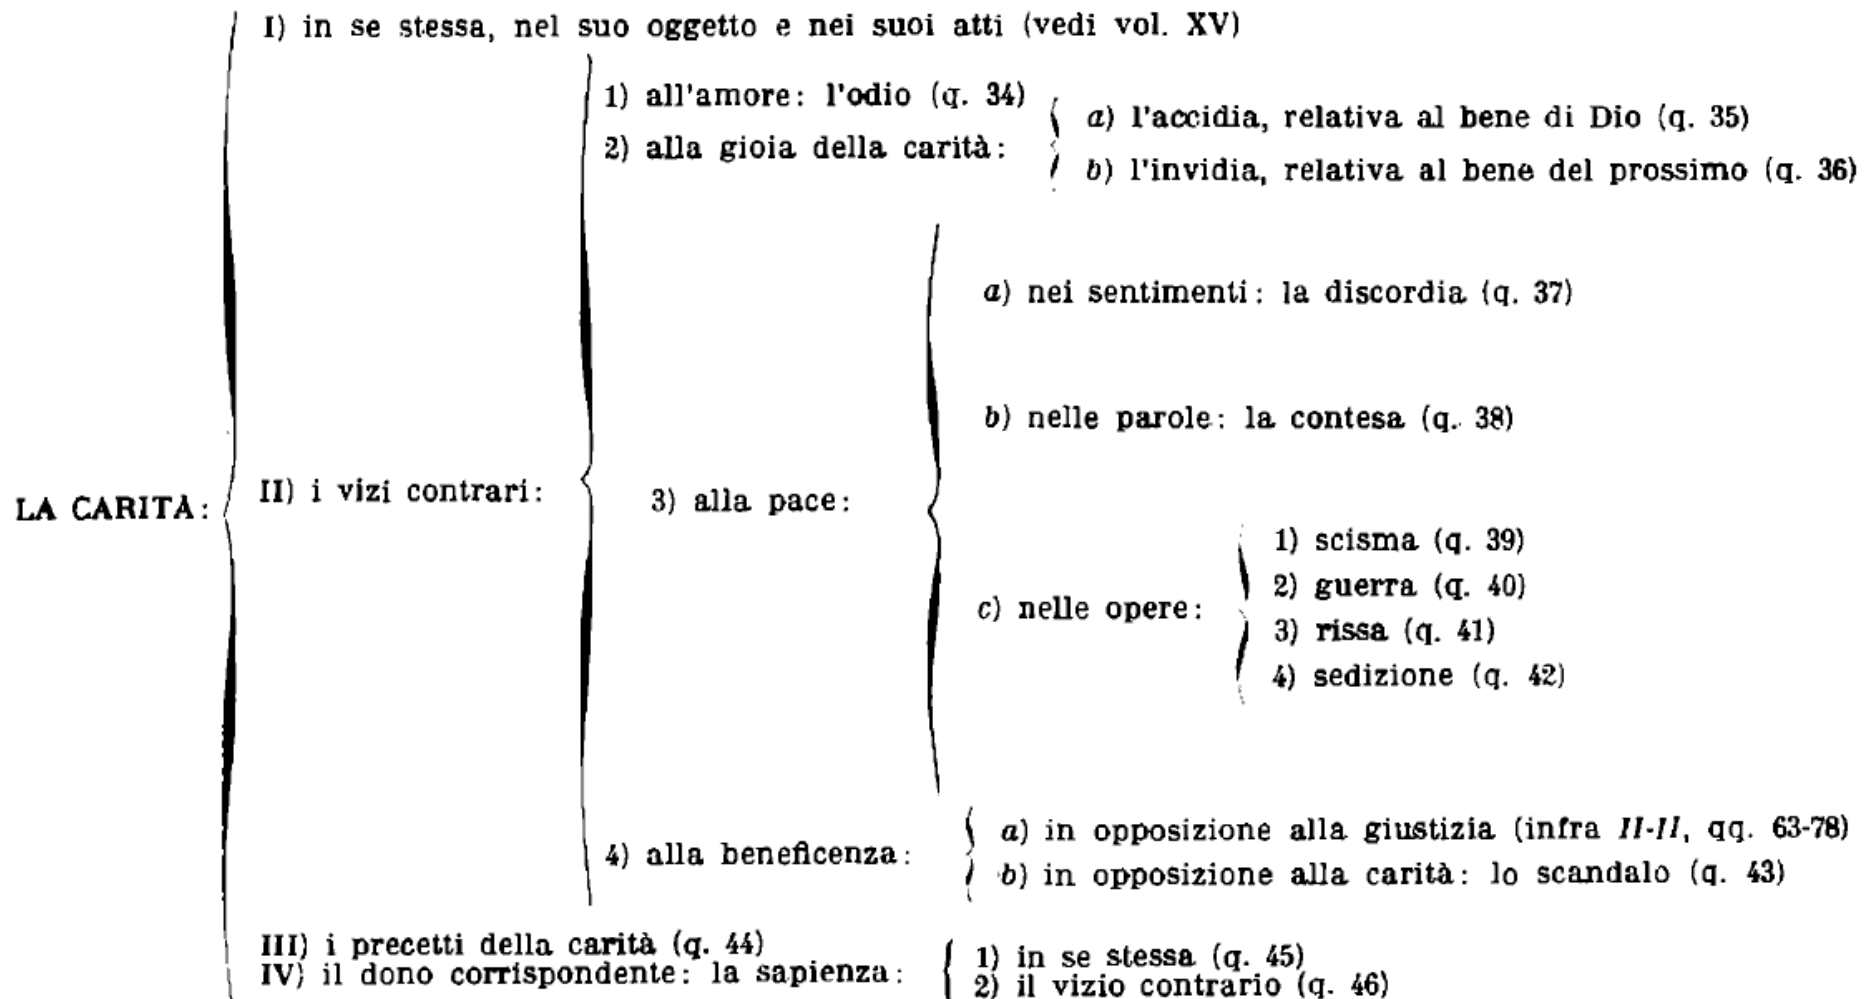 I) in se stessa, nel suo oggetto e nei suoi atti (vedi vol. XV)
1) all'amore: l'odio (q. 34)
2) alla gioia della carità:
a) l'accidia, relativa al bene di Dio (q. 35)
b) l'invidia, relativa al bene del prossimo (q. 36)
a) nei sentimenti: la discordia (q. 37)
b) nelle parole: la contesa (q. 38)
LA CARITÀ:
II) i vizi contrari:
3) alla pace:
c) nelle opere:
1) scisma (q. 39)
2) guerra (q. 40)
3) rissa (q. 41)
4) sedizione (q. 42)
4) alla beneficenza:
a) in opposizione alla giustizia (infra II-II, qq. 63-78)
b) in opposizione alla carità: lo scandalo (q. 43)
III) i precetti della carità (q. 44)
IV) il dono corrispondente: la sapienza:
1) in se stessa (q. 45)
2) il vizio contrario (q. 46)